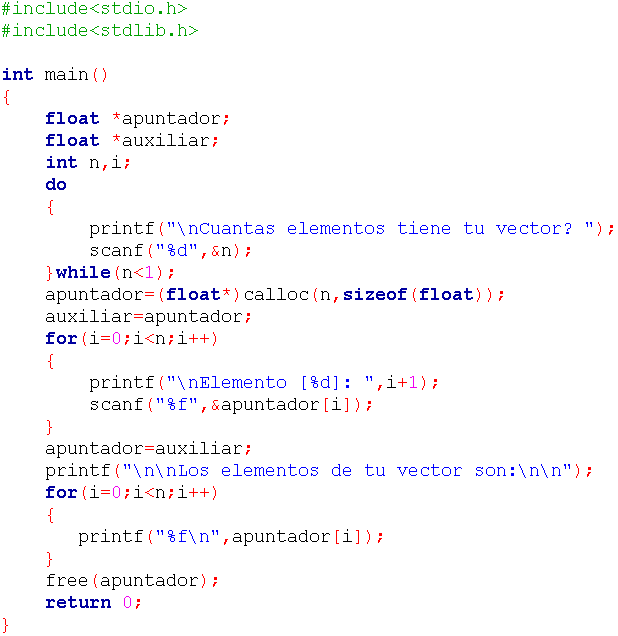 #include<stdio.h>
#include<stdlib.h>
int main()
{
float *apuntador;
float *auxiliar;
int n,i;
do
{
printf("\nCuantas elementos tiene tu vector? ");
scanf("%d",&n);
}while(n<1);
apuntador=(float*)calloc(n,sizeof(float));
auxiliar=apuntador;
for(i=0;i<n;i++)
{
printf("\nElemento [%d]: ",i+1);
scanf("%f",&apuntador[i]);
}
apuntador=auxiliar;
printf("\n\nLos elementos de tu vector son:\n\n");
for(i=0;i<n;i++)
{
printf("%f\n",apuntador[i]);
}
free(apuntador);
return 0;
}